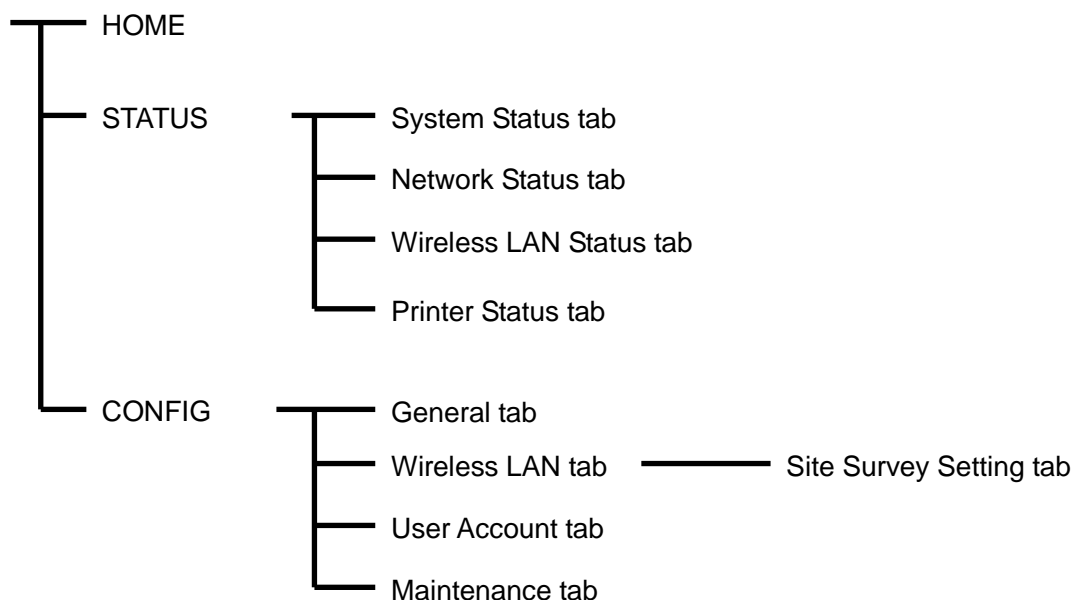 HOME
STATUS
System Status tab
Network Status tab
Wireless LAN Status tab
Printer Status tab
CONFIG
General tab
Wireless LAN tab
Site Survey Setting tab
User Account tab
Maintenance tab